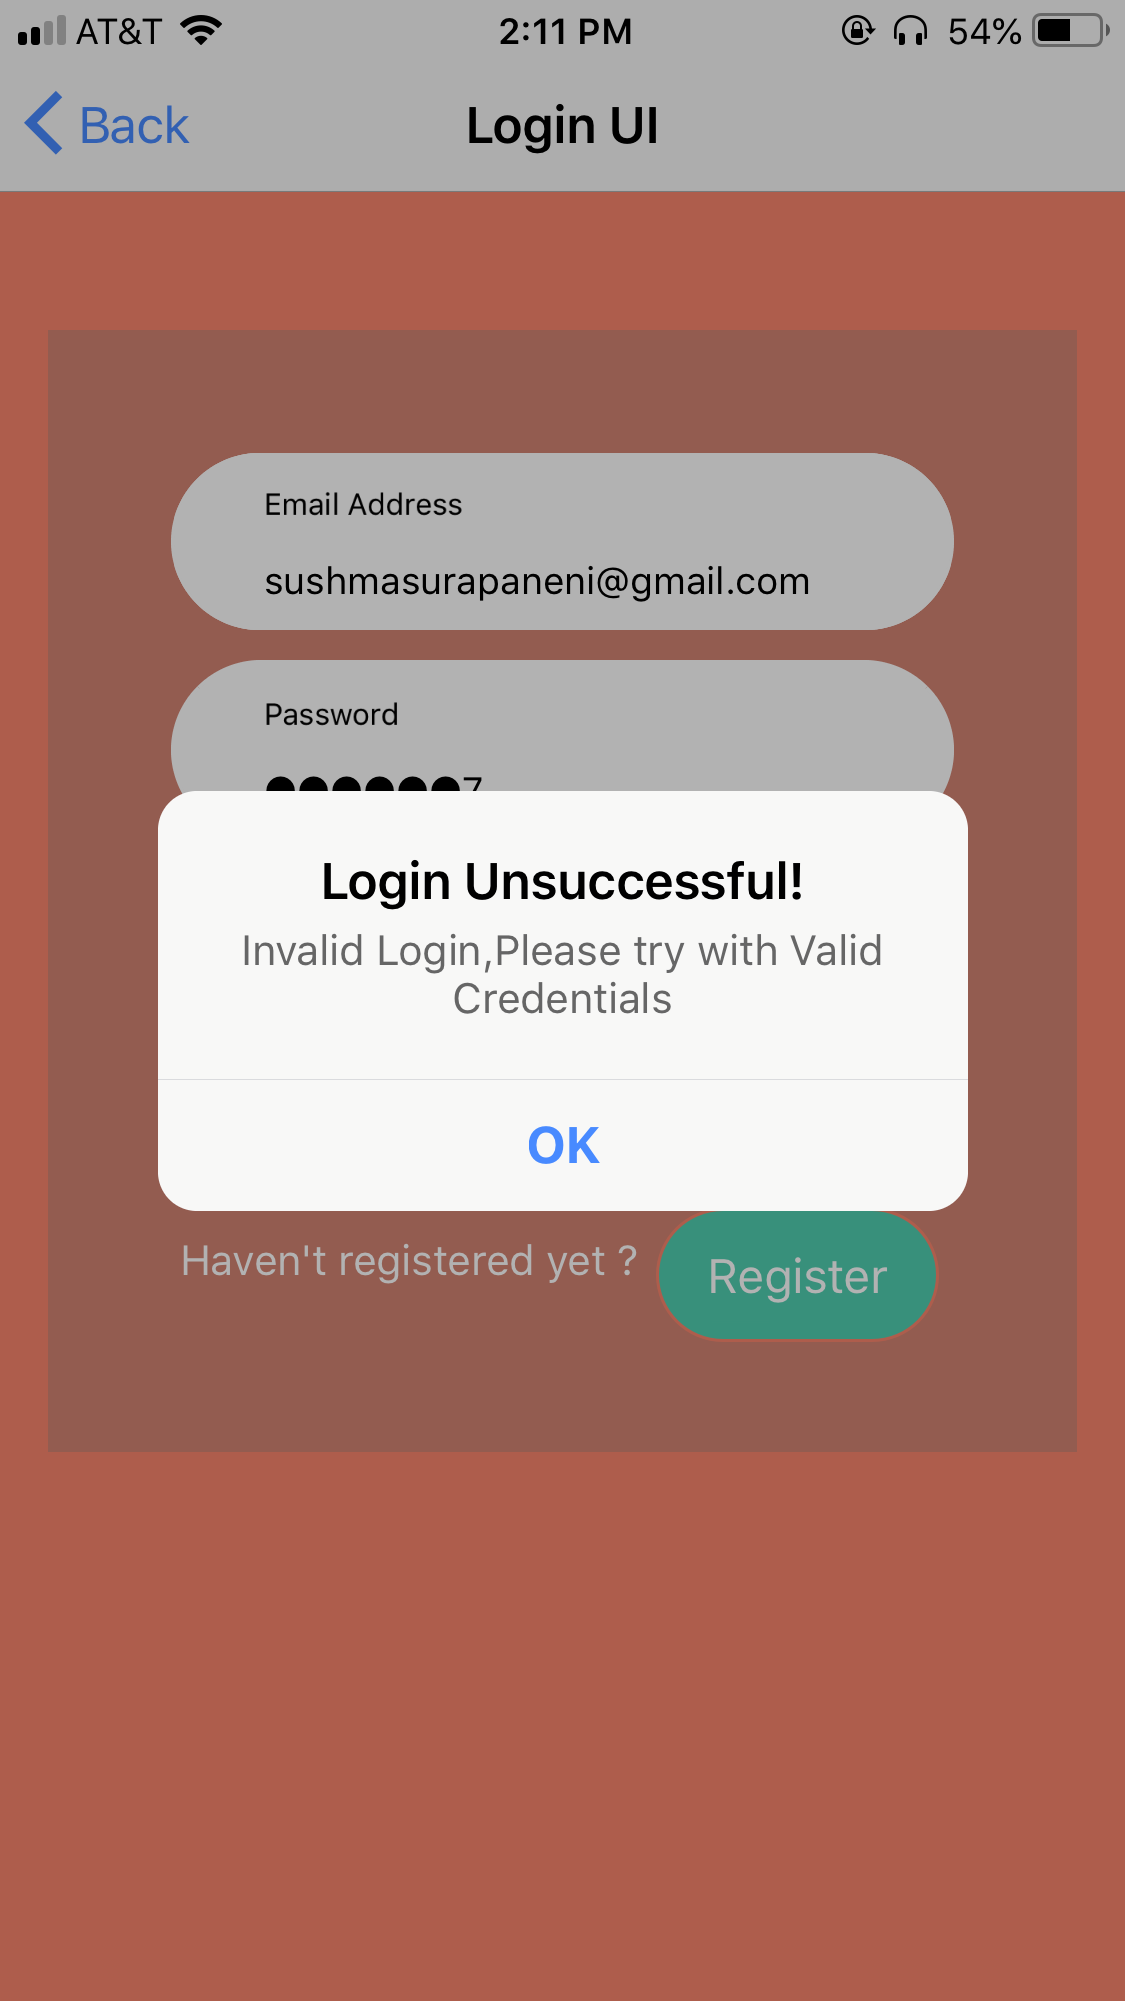 AT&T 2:11 PM 54%
Back Login UI
Email Address
sushmasurapaneni@gmail.com
Password
●●●●●●7
Login Unsuccessful!
Invalid Login,Please try with Valid
Credentials
OK
Haven't registered yet ? Register